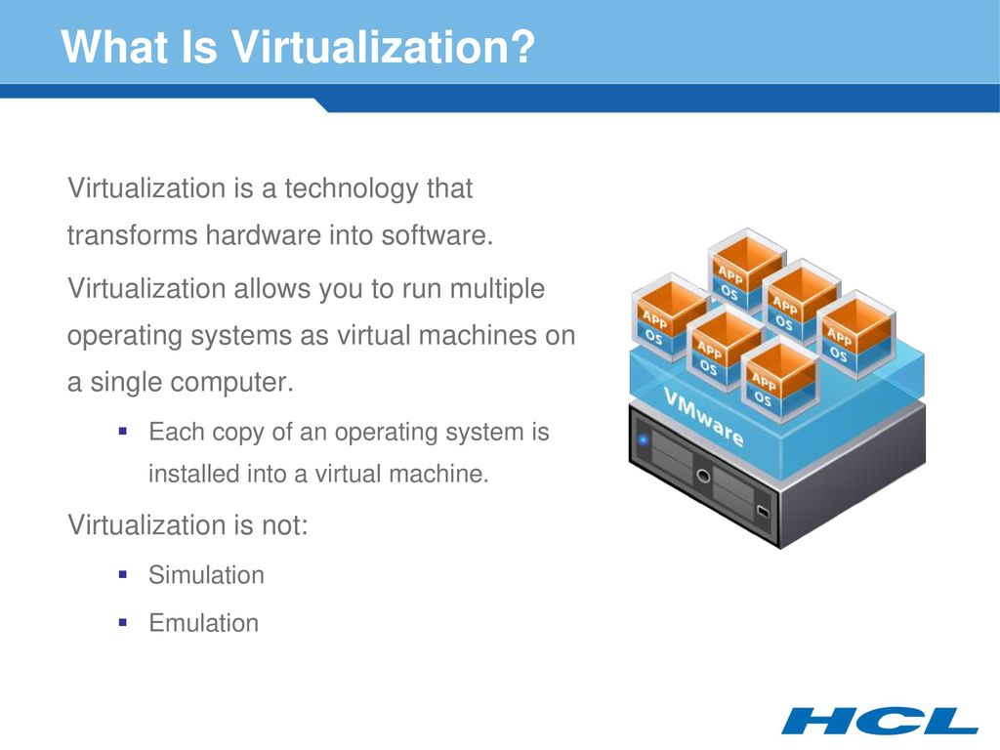 What Is Virtualization?
Virtualization is a technology that
transforms hardware into software.
Virtualization allows you to run multiple
operating systems as virtual machines on
a single computer.
▪ Each copy of an operating system is
installed into a virtual machine.
Virtualization is not:
▪ Simulation
▪ Emulation
APP
OS
APP
OS
APP
OS
APP
OS
APP
OS
APP
OS
VMware
HCL